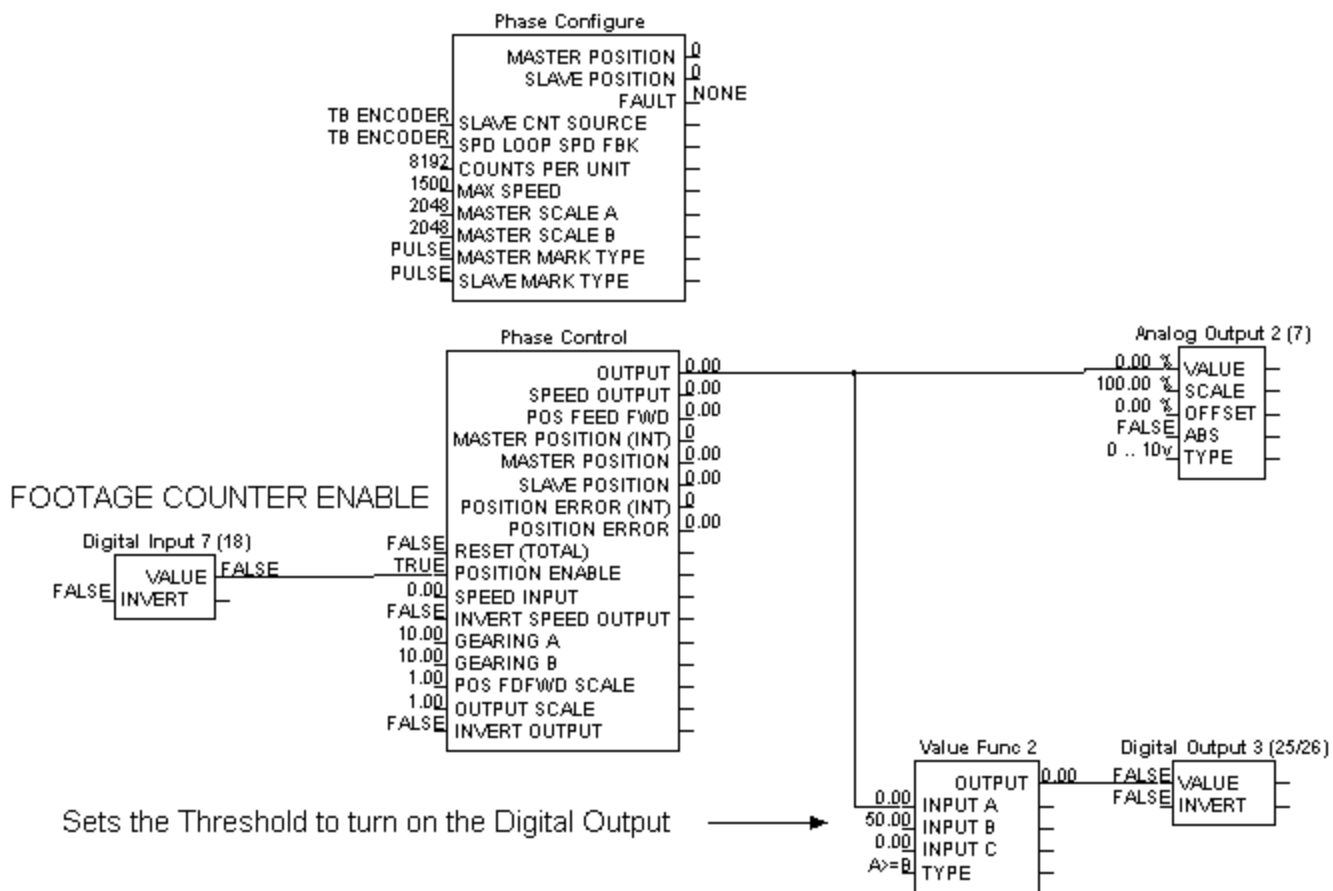 Phase Configure
MASTER POSITION 0
SLAVE POSITION 0
FAULT NONE
TB ENCODER SLAVE CNT SOURCE
TB ENCODER SPD LOOP SPD FBK
8192 COUNTS PER UNIT
1500 MAX SPEED
2048 MASTER SCALE A
2048 MASTER SCALE B
PULSE MASTER MARK TYPE
PULSE SLAVE MARK TYPE
Phase Control
OUTPUT 0.00
SPEED OUTPUT 0.00
POS FEED FWD 0.00
MASTER POSITION (INT) 0
MASTER POSITION 0.00
SLAVE POSITION 0.00
POSITION ERROR (INT) 0
POSITION ERROR 0.00
FALSE RESET (TOTAL)
TRUE POSITION ENABLE
0.00 SPEED INPUT
FALSE INVERT SPEED OUTPUT
10.00 GEARING A
10.00 GEARING B
1.00 POS FDFWD SCALE
1.00 OUTPUT SCALE
FALSE INVERT OUTPUT
FOOTAGE COUNTER ENABLE
Digital Input 7 (18)
VALUE FALSE
FALSE INVERT
Analog Output 2 (7)
0.00 % VALUE
100.00 % SCALE
0.00 % OFFSET
FALSE ABS
0 .. 10v TYPE
Value Func 2
OUTPUT 0.00
0.00 INPUT A
50.00 INPUT B
0.00 INPUT C
A>=B TYPE
Digital Output 3 (25/26)
FALSE VALUE
FALSE INVERT
Sets the Threshold to turn on the Digital Output